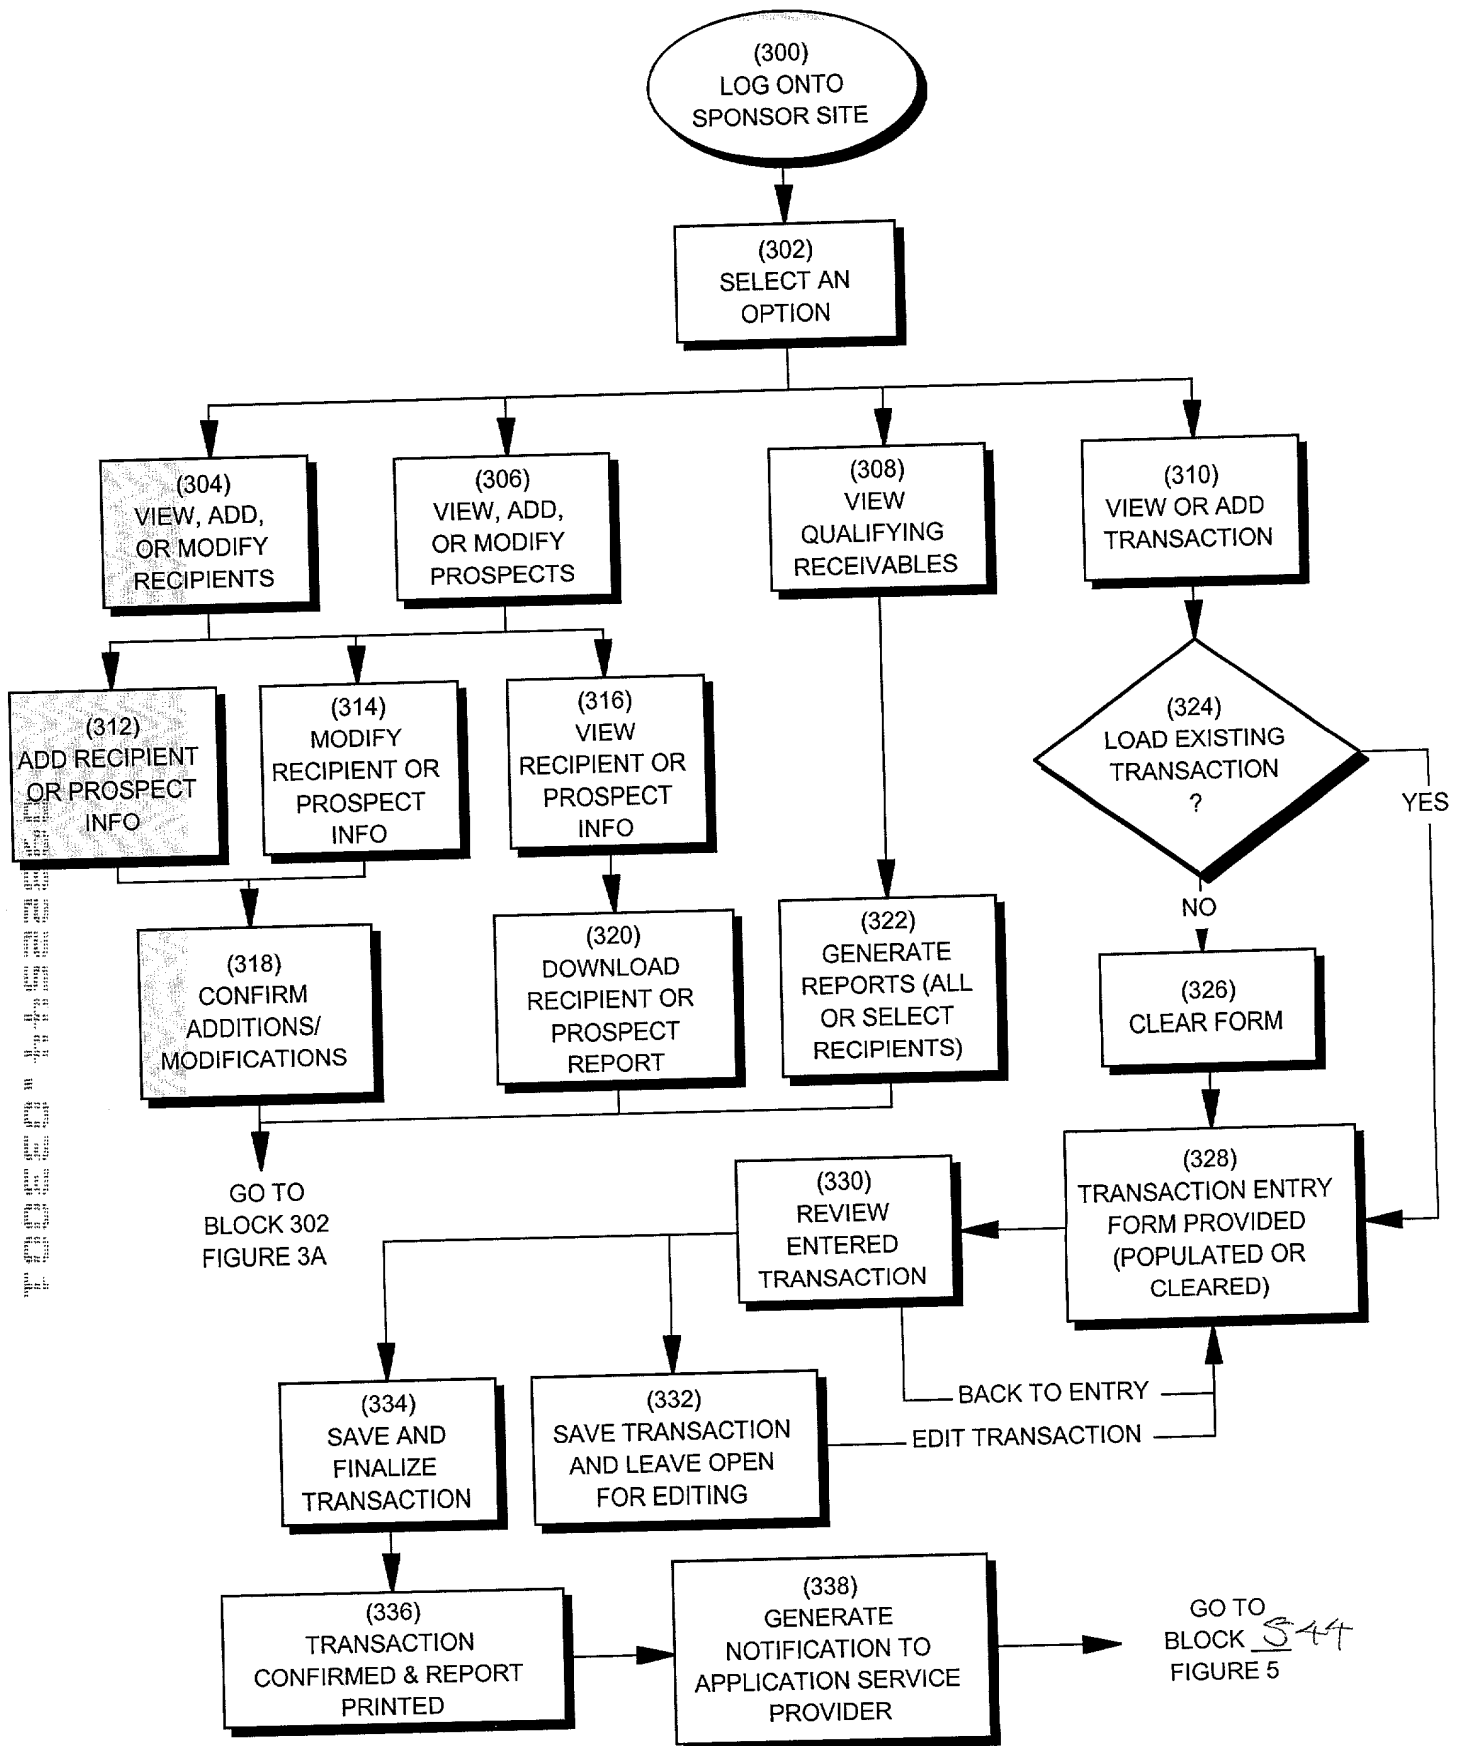 (300)
LOG ONTO
SPONSOR SITE
(302)
SELECT AN
OPTION
(304)
VIEW, ADD,
OR MODIFY
RECIPIENTS
(306)
VIEW, ADD,
OR MODIFY
PROSPECTS
(308)
VIEW
QUALIFYING
RECEIVABLES
(310)
VIEW OR ADD
TRANSACTION
(312)
ADD RECIPIENT
OR PROSPECT
INFO
(314)
MODIFY
RECIPIENT OR
PROSPECT
INFO
(316)
VIEW
RECIPIENT OR
PROSPECT
INFO
(324)
LOAD EXISTING
TRANSACTION
?
YES
NO
(318)
CONFIRM
ADDITIONS/
MODIFICATIONS
(320)
DOWNLOAD
RECIPIENT OR
PROSPECT
REPORT
(322)
GENERATE
REPORTS (ALL
OR SELECT
RECIPIENTS)
(326)
CLEAR FORM
GO TO
BLOCK 302
FIGURE 3A
(330)
REVIEW
ENTERED
TRANSACTION
(328)
TRANSACTION ENTRY
FORM PROVIDED
(POPULATED OR
CLEARED)
BACK TO ENTRY
EDIT TRANSACTION
(334)
SAVE AND
FINALIZE
TRANSACTION
(332)
SAVE TRANSACTION
AND LEAVE OPEN
FOR EDITING
(336)
TRANSACTION
CONFIRMED & REPORT
PRINTED
(338)
GENERATE
NOTIFICATION TO
APPLICATION SERVICE
PROVIDER
GO TO
BLOCK 544
FIGURE 5